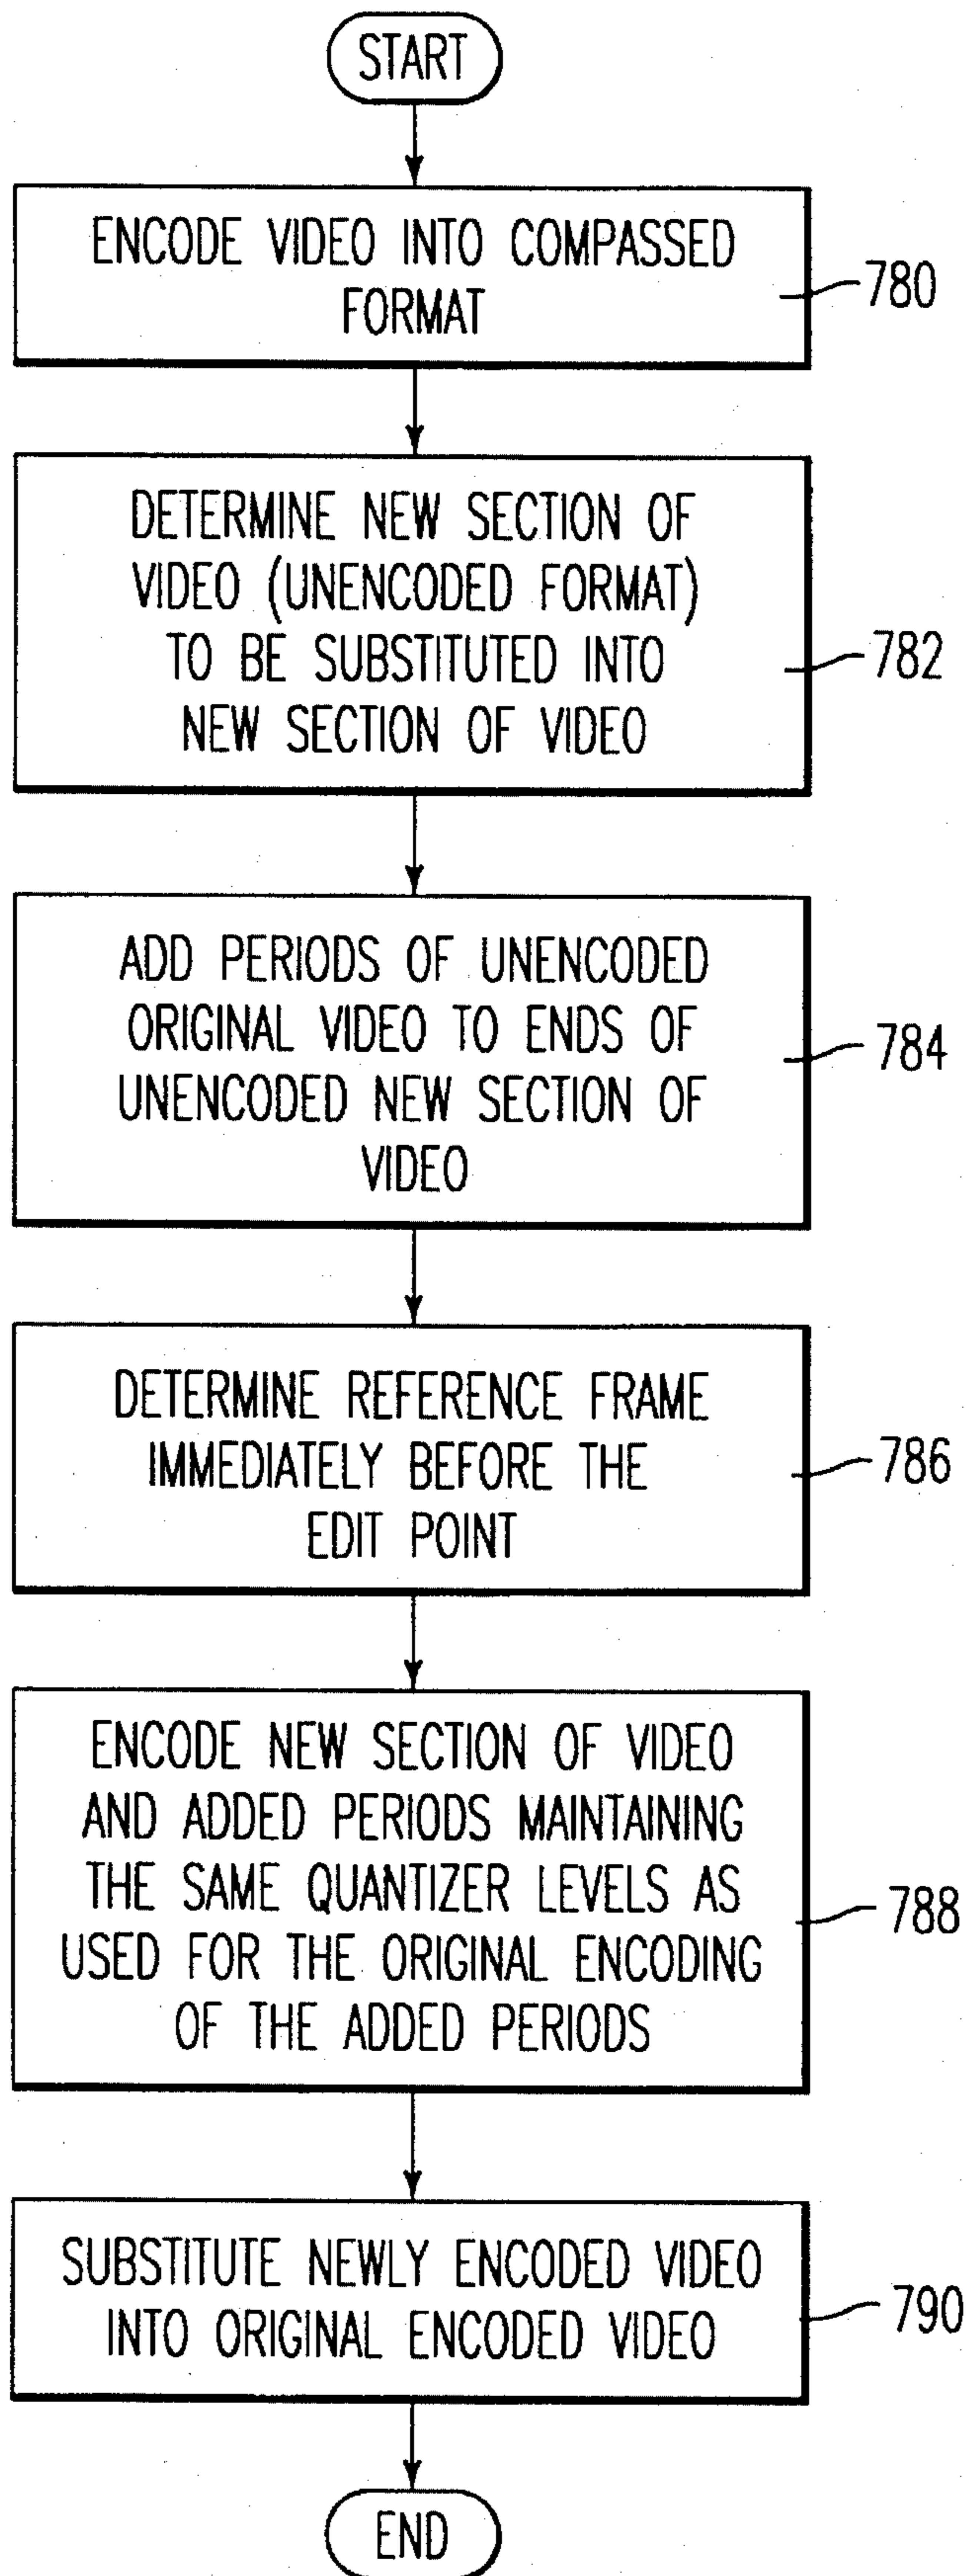 START
ENCODE VIDEO INTO COMPASSED
FORMAT
780
DETERMINE NEW SECTION OF
VIDEO (UNENCODED FORMAT)
TO BE SUBSTITUTED INTO
NEW SECTION OF VIDEO
782
ADD PERIODS OF UNENCODED
ORIGINAL VIDEO TO ENDS OF
UNENCODED NEW SECTION OF
VIDEO
784
DETERMINE REFERENCE FRAME
IMMEDIATELY BEFORE THE
EDIT POINT
786
ENCODE NEW SECTION OF VIDEO
AND ADDED PERIODS MAINTAINING
THE SAME QUANTIZER LEVELS AS
USED FOR THE ORIGINAL ENCODING
OF THE ADDED PERIODS
788
SUBSTITUTE NEWLY ENCODED VIDEO
INTO ORIGINAL ENCODED VIDEO
790
END